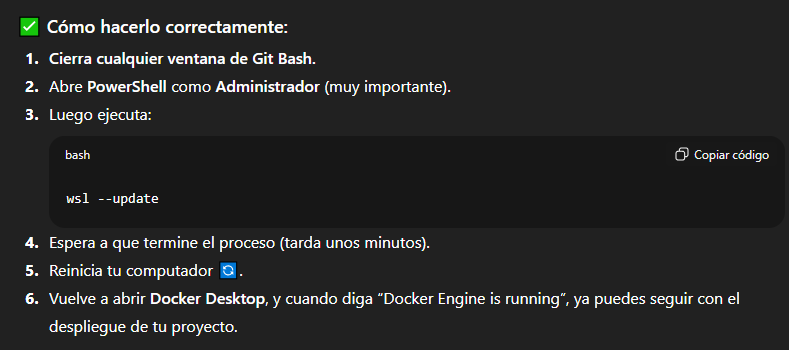 ✅ Cómo hacerlo correctamente:
1. Cierra cualquier ventana de Git Bash.
2. Abre PowerShell como Administrador (muy importante).
3. Luego ejecuta:
bash Copiar código
wsl --update
4. Espera a que termine el proceso (tarda unos minutos).
5. Reinicia tu computador 🔄.
6. Vuelve a abrir Docker Desktop, y cuando diga “Docker Engine is running”, ya puedes seguir con el
despliegue de tu proyecto.